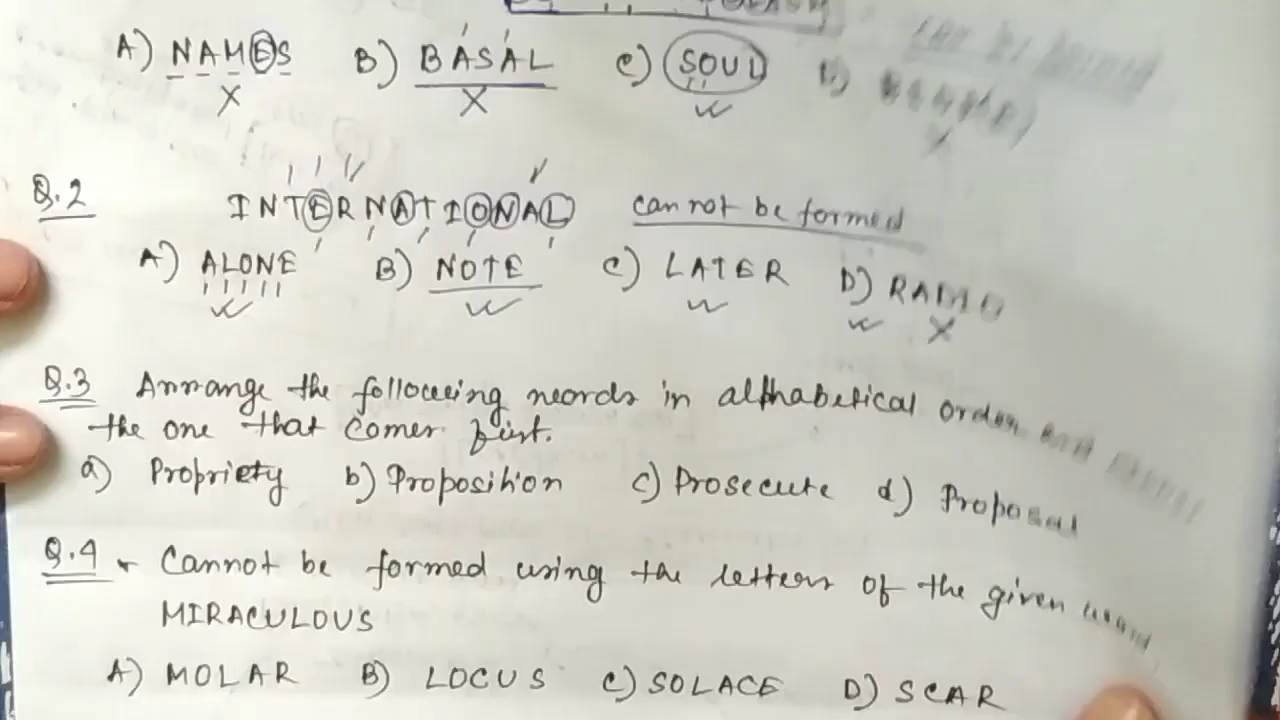 A) NAMES B) BASAL C) SOUL D)
Q.2 INTERNATIONAL cannot be formed
A) ALONE B) NOTE C) LATER D) RADIO
Q.3 Arrange the following words in alphabetical order and
the one that comes first.
a) Propriety b) Proposition c) Prosecute d) Proposal
Q.4 Cannot be formed using the letters of the given word
MIRACULOUS
A) MOLAR B) LOCUS C) SOLACE D) SCAR